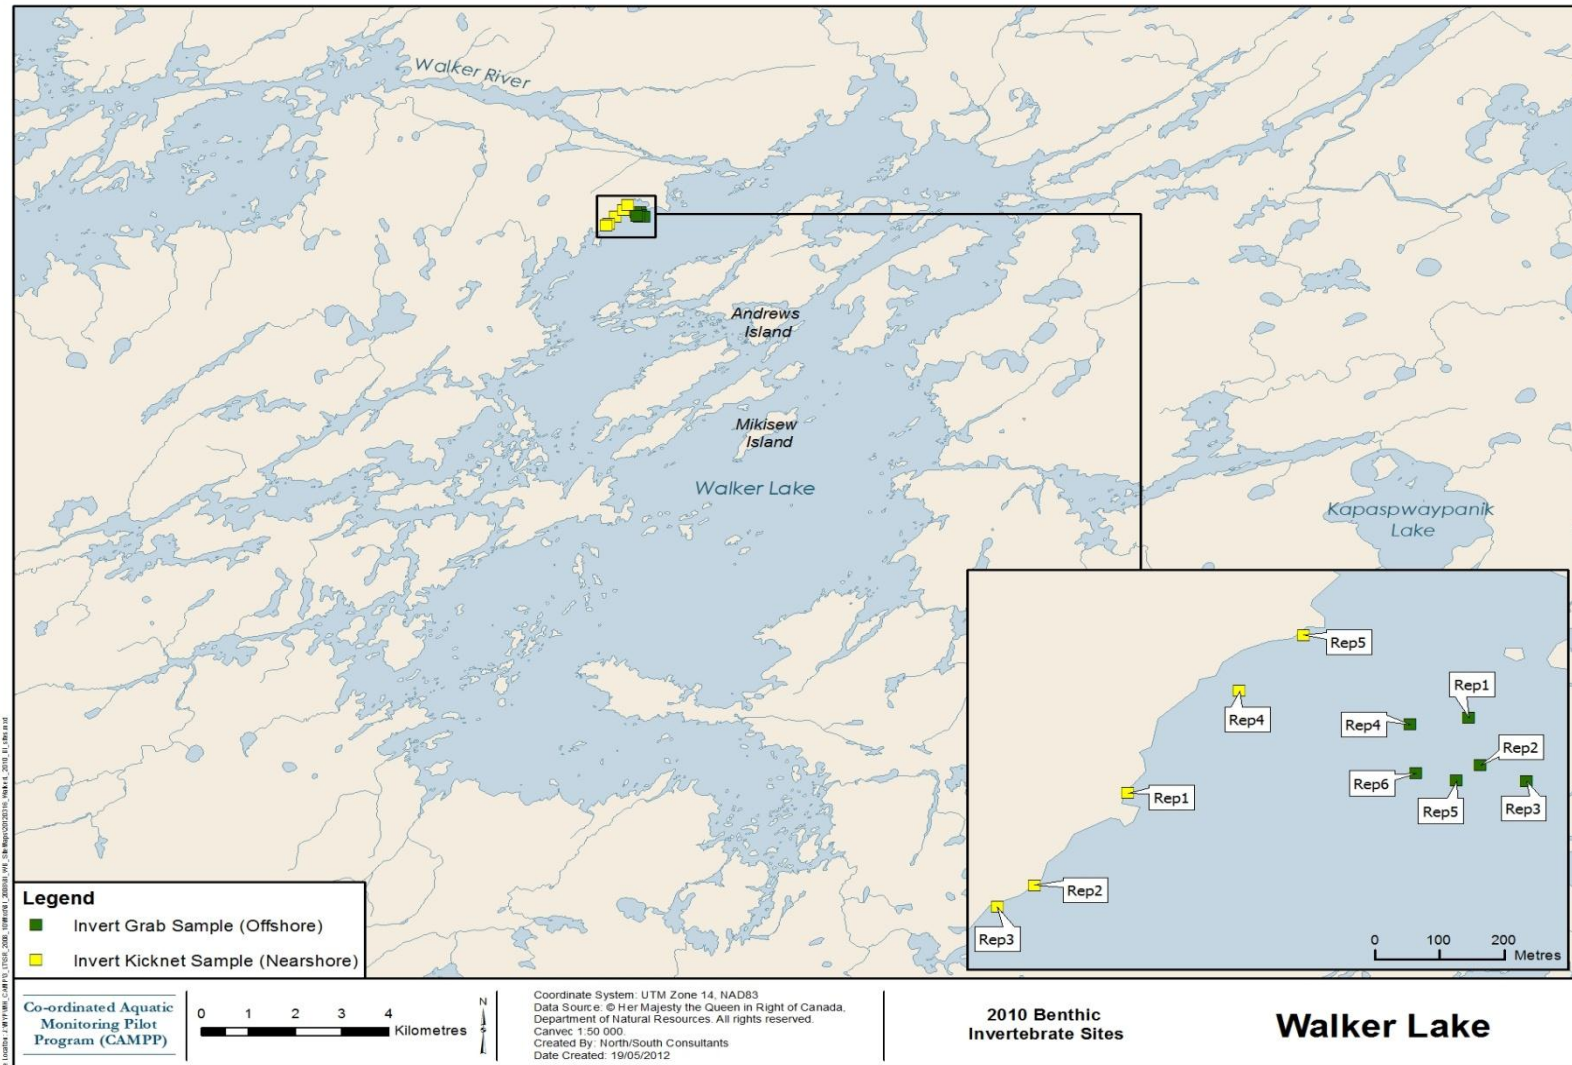 Walker River
Andrews
Island
Mikisew
Island
Walker Lake
Kapaspwaypanik
Lake
Rep5
Rep4
Rep1
Rep2
Rep3
Rep1
Rep4
Rep2
Rep6
Rep5
Rep3
0 100 200
Metres
Legend
Invert Grab Sample (Offshore)
Invert Kicknet Sample (Nearshore)
Co-ordinated Aquatic
Monitoring Pilot
Program (CAMPP)
0 1 2 3 4
Kilometres
N
Coordinate System: UTM Zone 14, NAD83
Data Source: © Her Majesty the Queen in Right of Canada,
Department of Natural Resources. All rights reserved.
Canvec 1:50 000.
Created By: North/South Consultants
Date Created: 19/05/2012
2010 Benthic
Invertebrate Sites
Walker Lake